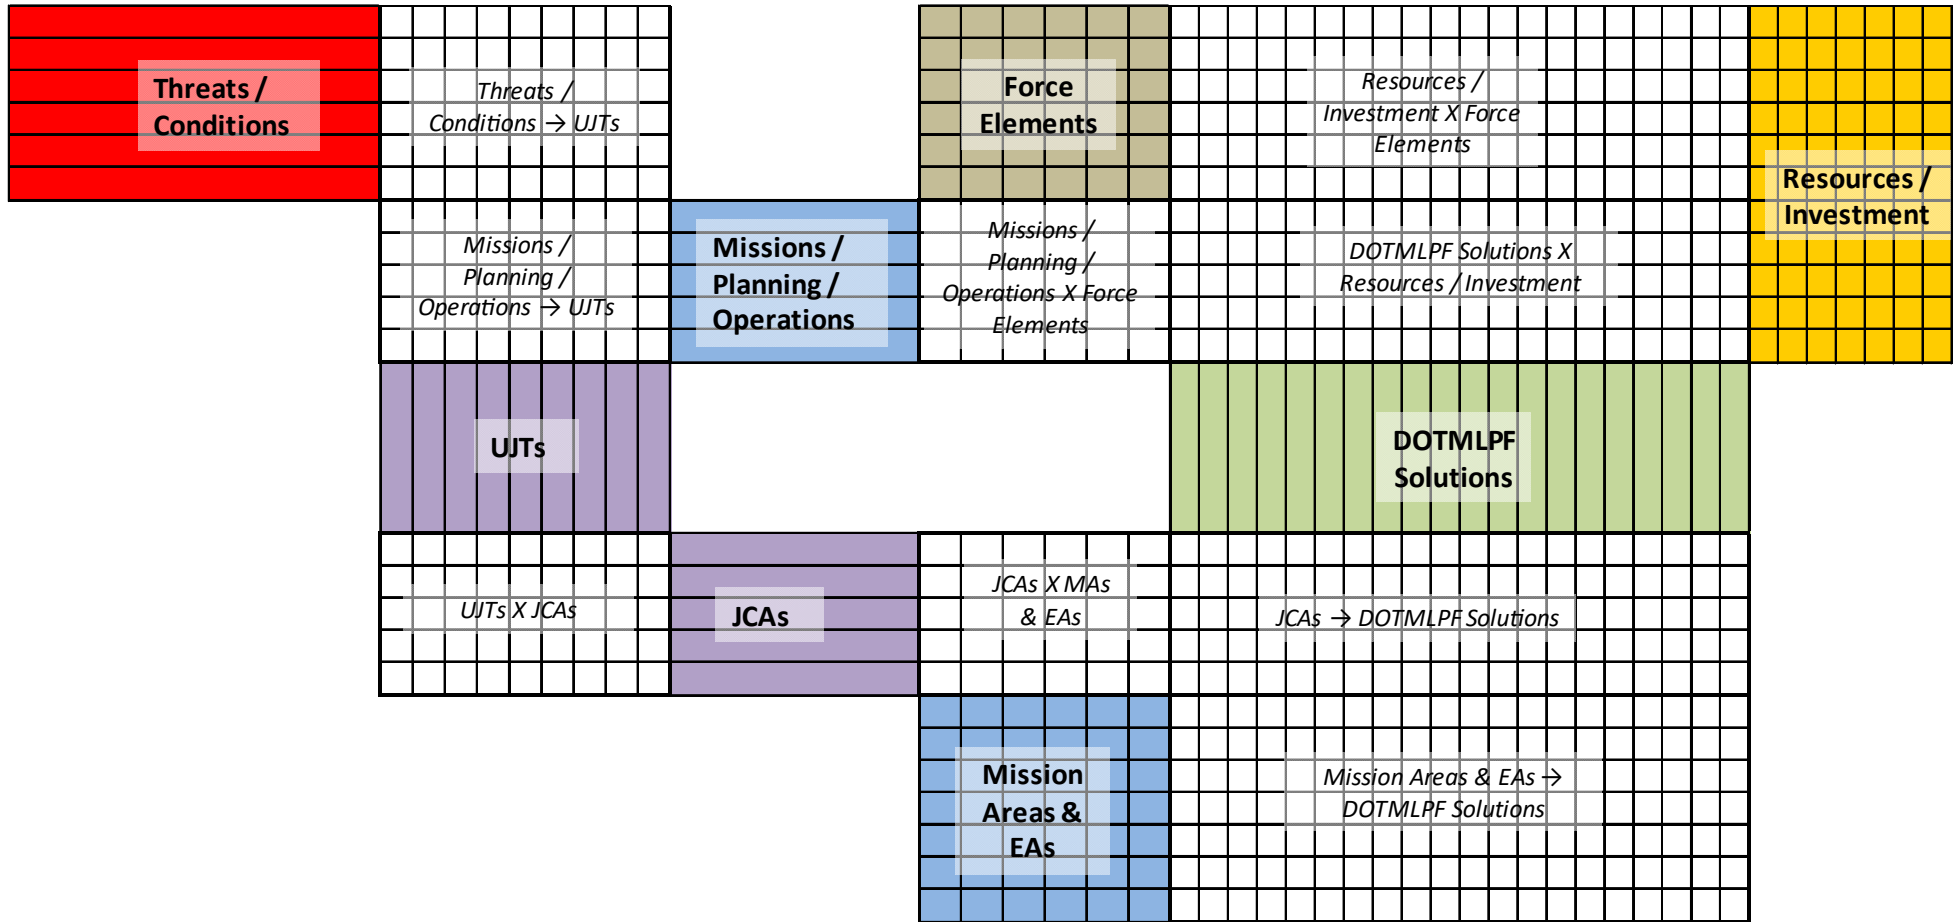 Threats /
Conditions
Threats /
Conditions → UJTs
Force
Elements
Resources /
Investment X Force
Elements
Resources /
Investment
Missions /
Planning /
Operations → UJTs
Missions /
Planning /
Operations
Missions /
Planning /
Operations X Force
Elements
DOTMLPF Solutions X
Resources / Investment
UJTs
DOTMLPF
Solutions
UJTs X JCAs
JCAs
JCAs X MAs
& EAs
JCAs → DOTMLPF Solutions
Mission
Areas &
EAs
Mission Areas & EAs →
DOTMLPF Solutions